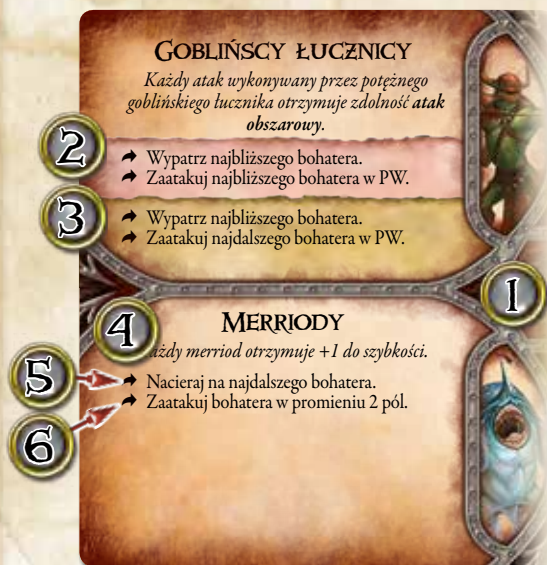 GOBLIŃSCY ŁUCZNICY
Każdy atak wykonywany przez potężnego
goblińskiego łucznika otrzymuje zdolność atak
obszarowy.
2
Wypatrz najbliższego bohatera.
Zaatakuj najbliższego bohatera w PW.
3
Wypatrz najbliższego bohatera.
Zaatakuj najdalszego bohatera w PW.
1
4
MERRIODY
ażdy merriod otrzymuje +1 do szybkości.
5
Nacieraj na najdalszego bohatera.
6
Zaatakuj bohatera w promieniu 2 pól.